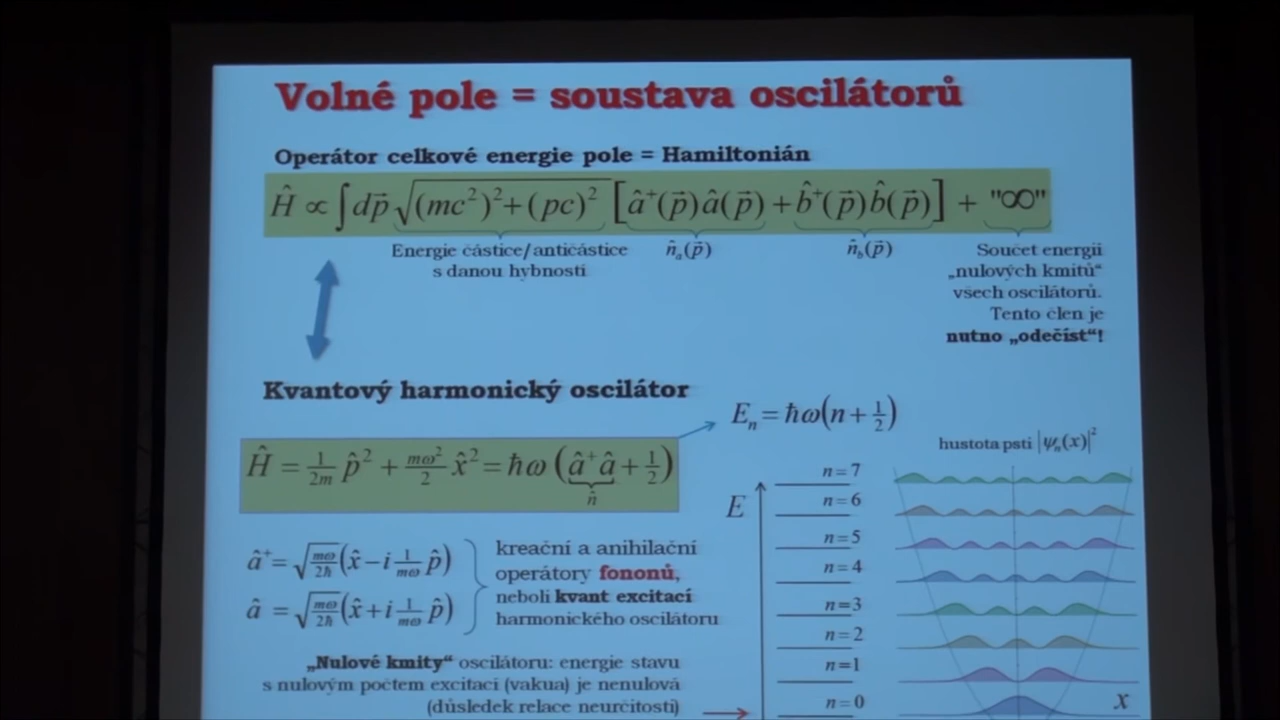 Volné pole = soustava oscilátorů
Operátor celkové energie pole = Hamiltonián
Ĥ ∝ ∫dp⃗ √((mc²)²+(pc)²) [â⁺(p⃗)â(p⃗) + b̂⁺(p⃗)b̂(p⃗)] + "∞"
Energie částice/antičástice
s danou hybností
n̂ₐ(p⃗)
n̂_b(p⃗)
Součet energií
„nulových kmitů“
všech oscilátorů.
Tento člen je
nutno „odečíst“!
Kvantový harmonický oscilátor
Eₙ = ħω(n + ½)
Ĥ = 1/2m p̂² + mω²/2 x̂² = ħω (â⁺â + ½)
n̂
hustota psti |ψₙ(x)|²
â⁺ = √(mω/2ħ) (x̂ − i 1/mω p̂)
â = √(mω/2ħ) (x̂ + i 1/mω p̂)
kreační a anihilační
operátory fononů,
neboli kvant excitací
harmonického oscilátoru
„Nulové kmity“ oscilátoru: energie stavu
s nulovým počtem excitací (vakua) je nenulová
(důsledek relace neurčitosti)
E
n=7
n=6
n=5
n=4
n=3
n=2
n=1
n=0
x